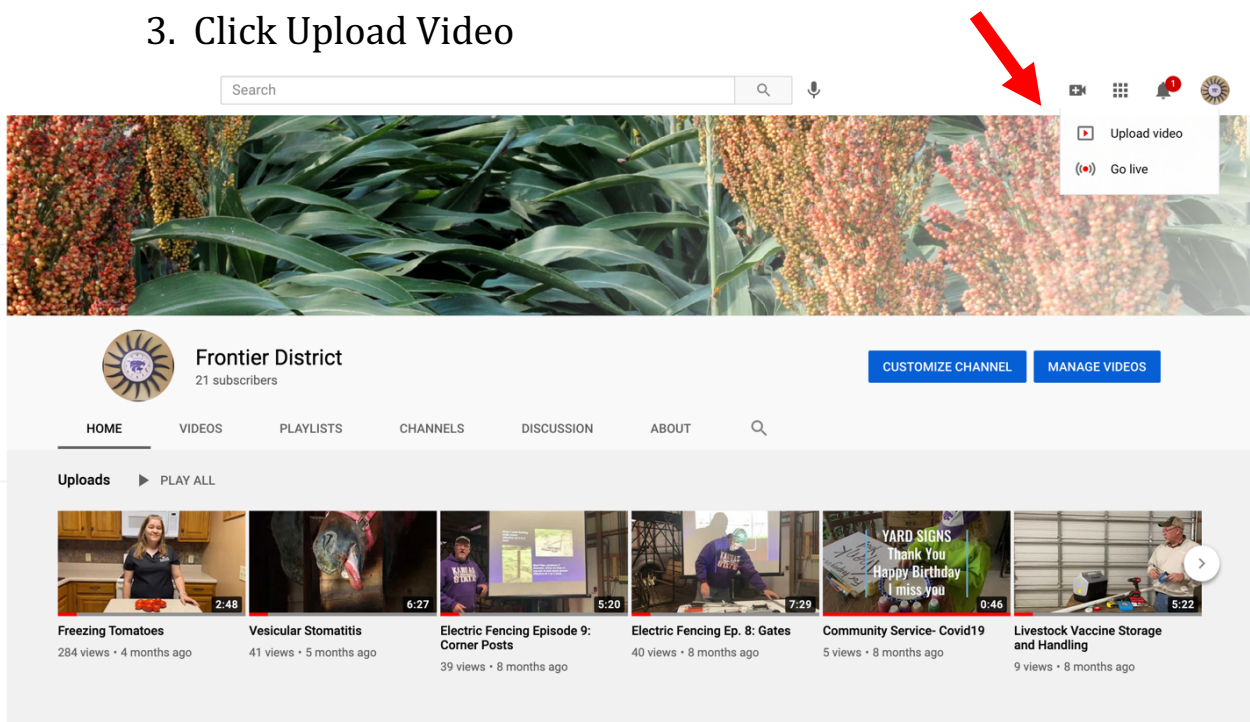 3. Click Upload Video
Search
1
Upload video
Go live
Frontier District
21 subscribers
CUSTOMIZE CHANNEL
MANAGE VIDEOS
HOME VIDEOS PLAYLISTS CHANNELS DISCUSSION ABOUT
Uploads PLAY ALL
KANSAS
STATE
YARD SIGNS
Thank You
Happy Birthday
I miss you
2:48 6:27 5:20 7:29 0:46 5:22
Freezing Tomatoes
284 views • 4 months ago
Vesicular Stomatitis
41 views • 5 months ago
Electric Fencing Episode 9:
Corner Posts
39 views • 8 months ago
Electric Fencing Ep. 8: Gates
40 views • 8 months ago
Community Service- Covid19
5 views • 8 months ago
Livestock Vaccine Storage
and Handling
9 views • 8 months ago